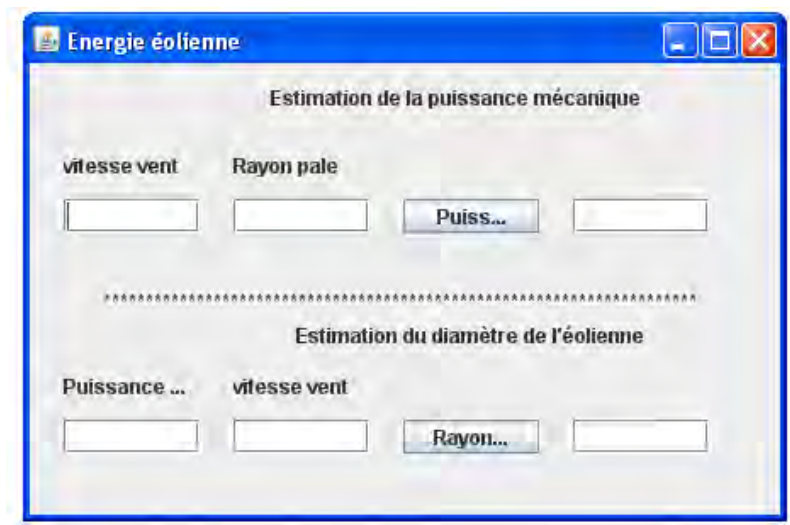 Energie éolienne
Estimation de la puissance mécanique
vitesse vent Rayon pale
Puiss...
**********************************************************************
Estimation du diamètre de l'éolienne
Puissance ... vitesse vent
Rayon...